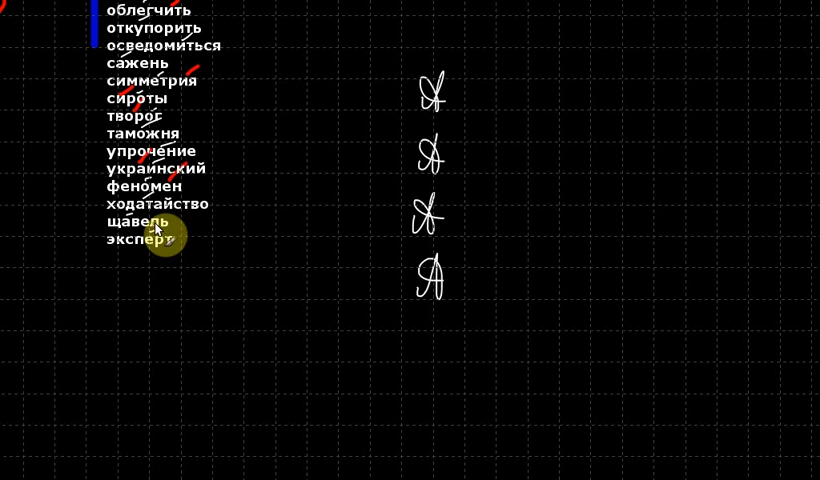 облегчить
откупорить
осведомиться
сажень
симметрия
сироты
творог
таможня
упрочение
украинский
феномен
ходатайство
щавель
эксперт
А
А
А
А